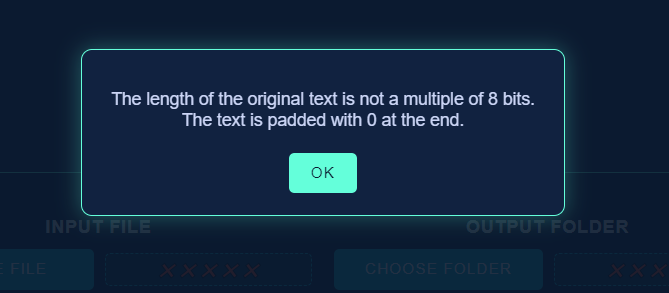 The length of the original text is not a multiple of 8 bits.
The text is padded with 0 at the end.
OK
INPUT FILE
OUTPUT FOLDER
E FILE
×××××
CHOOSE FOLDER
×××